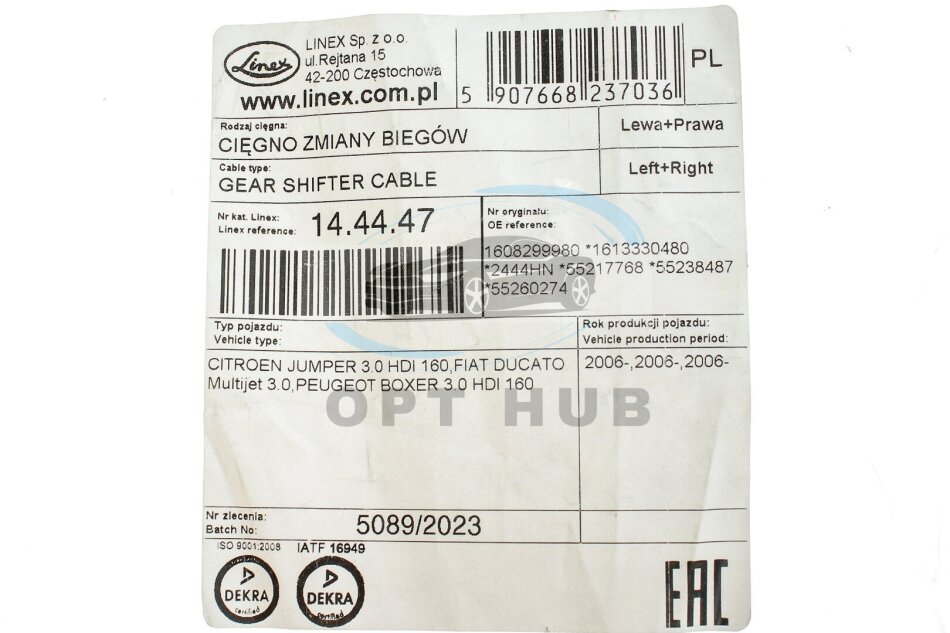 Linex
LINEX Sp. z o.o.
ul.Rejtana 15
42-200 Częstochowa
www.linex.com.pl
5 907668 237036
PL
Rodzaj cięgna:
CIĘGNO ZMIANY BIEGÓW
Lewa+Prawa
Cable type:
GEAR SHIFTER CABLE
Left+Right
Nr kat. Linex:
Linex reference:
14.44.47
Nr oryginału:
OE reference:
1608299980 *1613330480
*2444HN *55217768 *55238487
*55260274
Typ pojazdu:
Vehicle type:
Rok produkcji pojazdu:
Vehicle production period:
CITROEN JUMPER 3.0 HDI 160,FIAT DUCATO
Multijet 3.0,PEUGEOT BOXER 3.0 HDI 160
2006-,2006-,2006-
OPT HUB
Nr zlecenia:
Batch No:
5089/2023
ISO 9001:2008
IATF 16949
DEKRA
certified
DEKRA
certified
EAC